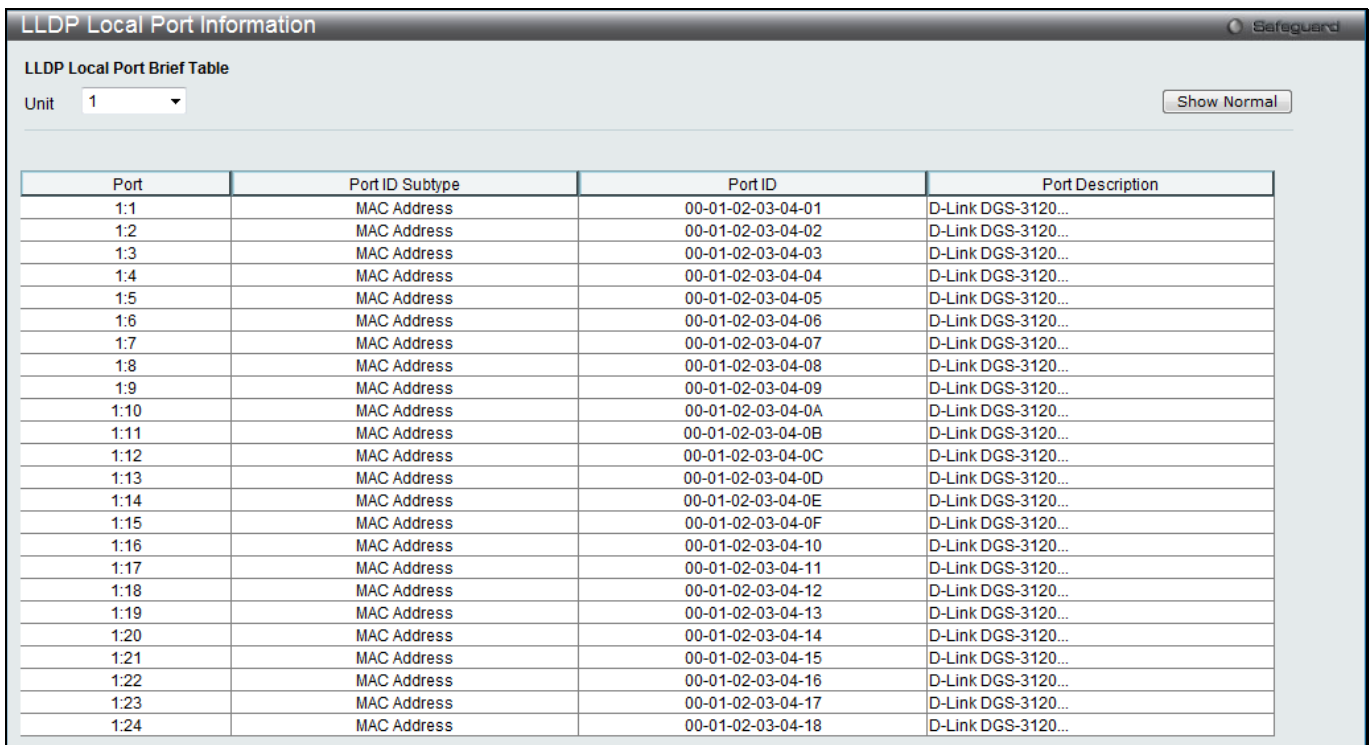 LLDP Local Port Information Safeguard
LLDP Local Port Brief Table
Unit 1 Show Normal
Port Port ID Subtype Port ID Port Description
1:1 MAC Address 00-01-02-03-04-01 D-Link DGS-3120...
1:2 MAC Address 00-01-02-03-04-02 D-Link DGS-3120...
1:3 MAC Address 00-01-02-03-04-03 D-Link DGS-3120...
1:4 MAC Address 00-01-02-03-04-04 D-Link DGS-3120...
1:5 MAC Address 00-01-02-03-04-05 D-Link DGS-3120...
1:6 MAC Address 00-01-02-03-04-06 D-Link DGS-3120...
1:7 MAC Address 00-01-02-03-04-07 D-Link DGS-3120...
1:8 MAC Address 00-01-02-03-04-08 D-Link DGS-3120...
1:9 MAC Address 00-01-02-03-04-09 D-Link DGS-3120...
1:10 MAC Address 00-01-02-03-04-0A D-Link DGS-3120...
1:11 MAC Address 00-01-02-03-04-0B D-Link DGS-3120...
1:12 MAC Address 00-01-02-03-04-0C D-Link DGS-3120...
1:13 MAC Address 00-01-02-03-04-0D D-Link DGS-3120...
1:14 MAC Address 00-01-02-03-04-0E D-Link DGS-3120...
1:15 MAC Address 00-01-02-03-04-0F D-Link DGS-3120...
1:16 MAC Address 00-01-02-03-04-10 D-Link DGS-3120...
1:17 MAC Address 00-01-02-03-04-11 D-Link DGS-3120...
1:18 MAC Address 00-01-02-03-04-12 D-Link DGS-3120...
1:19 MAC Address 00-01-02-03-04-13 D-Link DGS-3120...
1:20 MAC Address 00-01-02-03-04-14 D-Link DGS-3120...
1:21 MAC Address 00-01-02-03-04-15 D-Link DGS-3120...
1:22 MAC Address 00-01-02-03-04-16 D-Link DGS-3120...
1:23 MAC Address 00-01-02-03-04-17 D-Link DGS-3120...
1:24 MAC Address 00-01-02-03-04-18 D-Link DGS-3120...